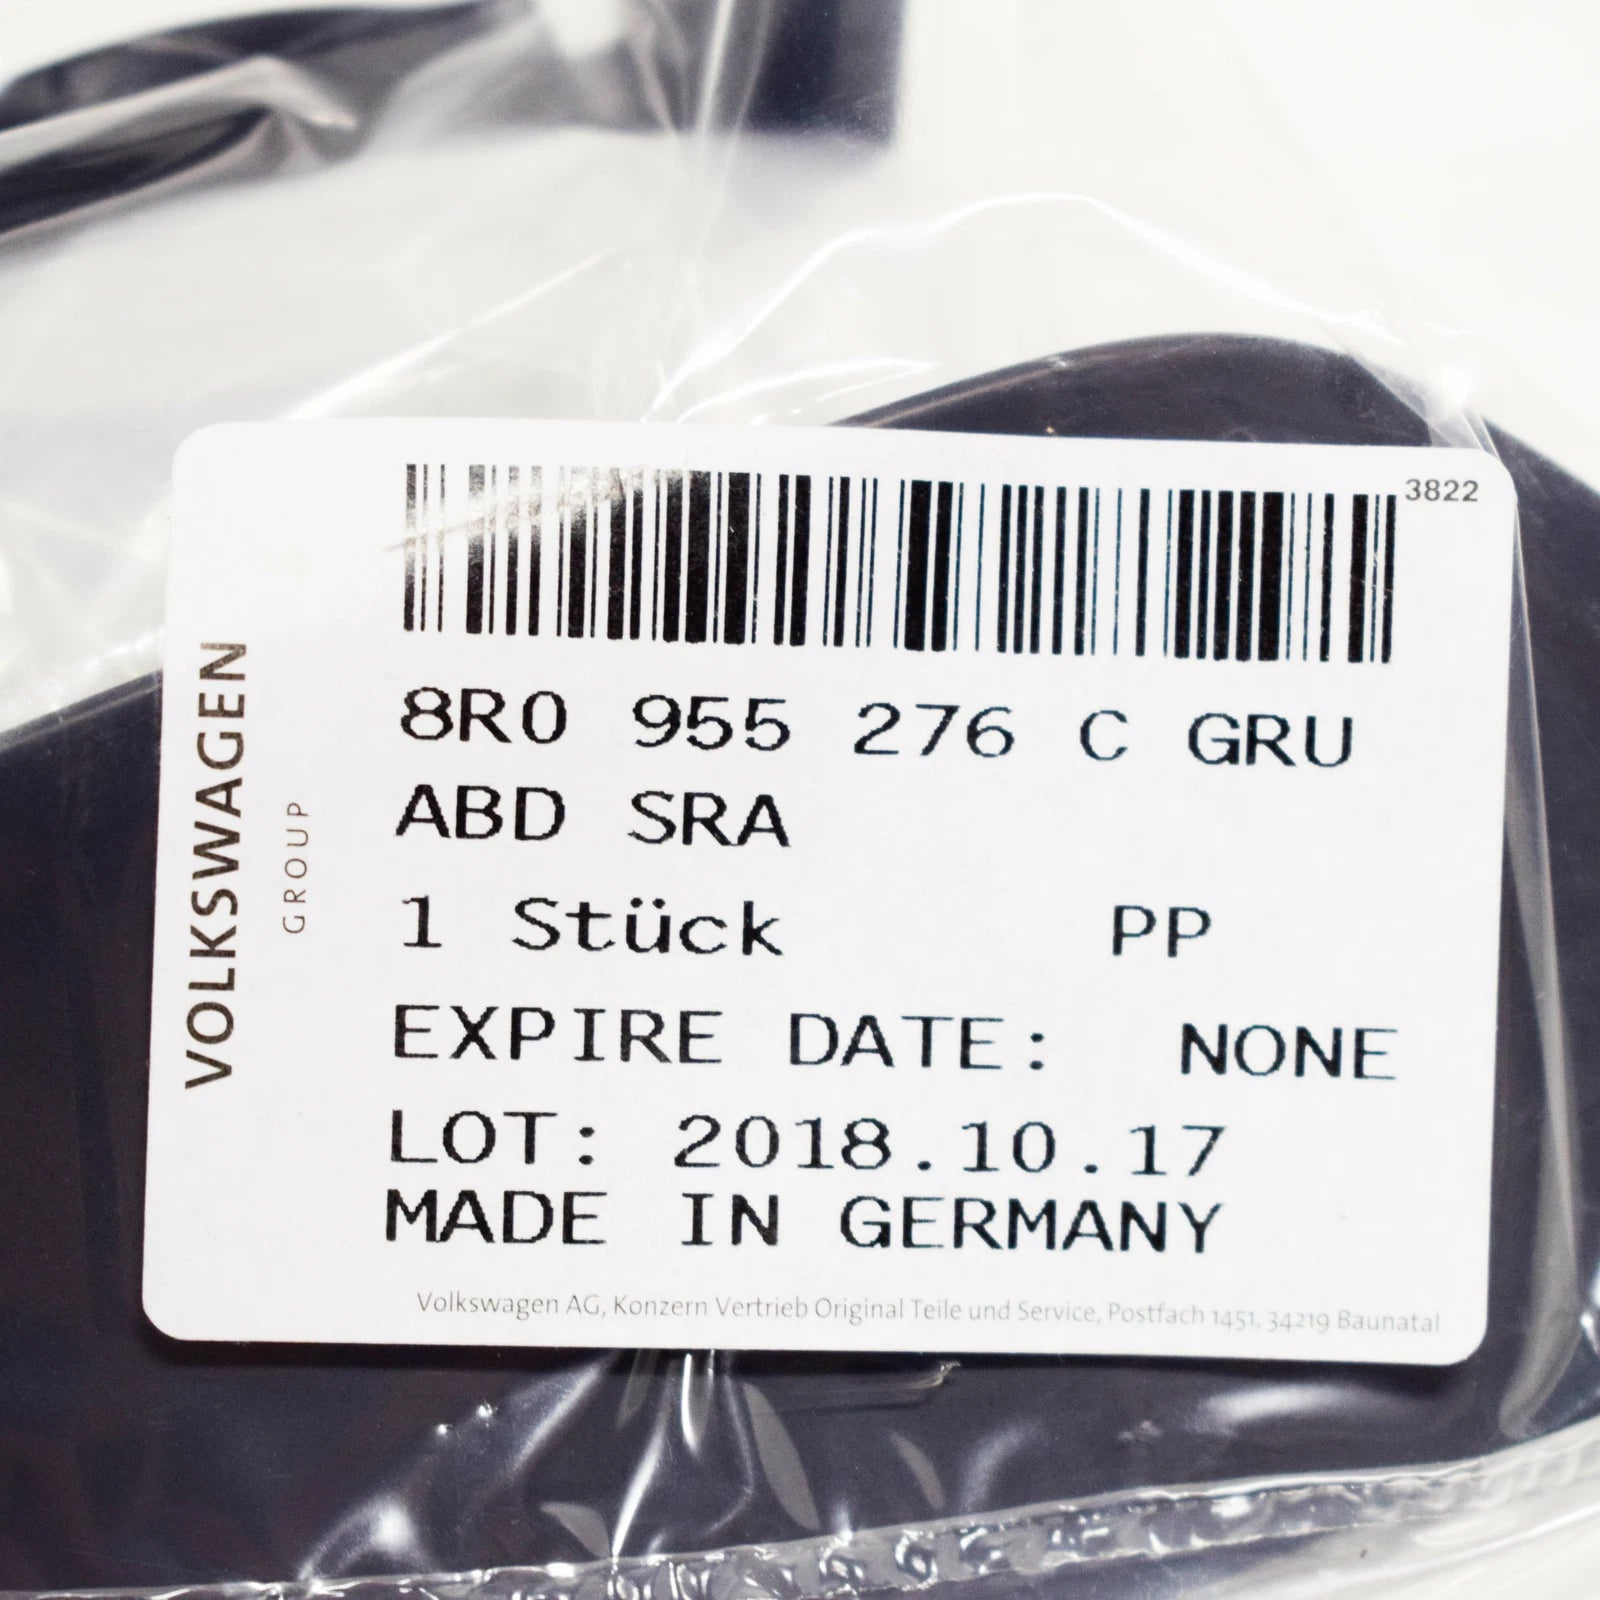 3822
8R0 955 276 C GRU
ABD SRA
1 Stück PP
EXPIRE DATE: NONE
LOT: 2018.10.17
MADE IN GERMANY
Volkswagen AG, Konzern Vertrieb Original Teile und Service, Postfach 1451, 34219 Baunatal
VOLKSWAGEN
GROUP